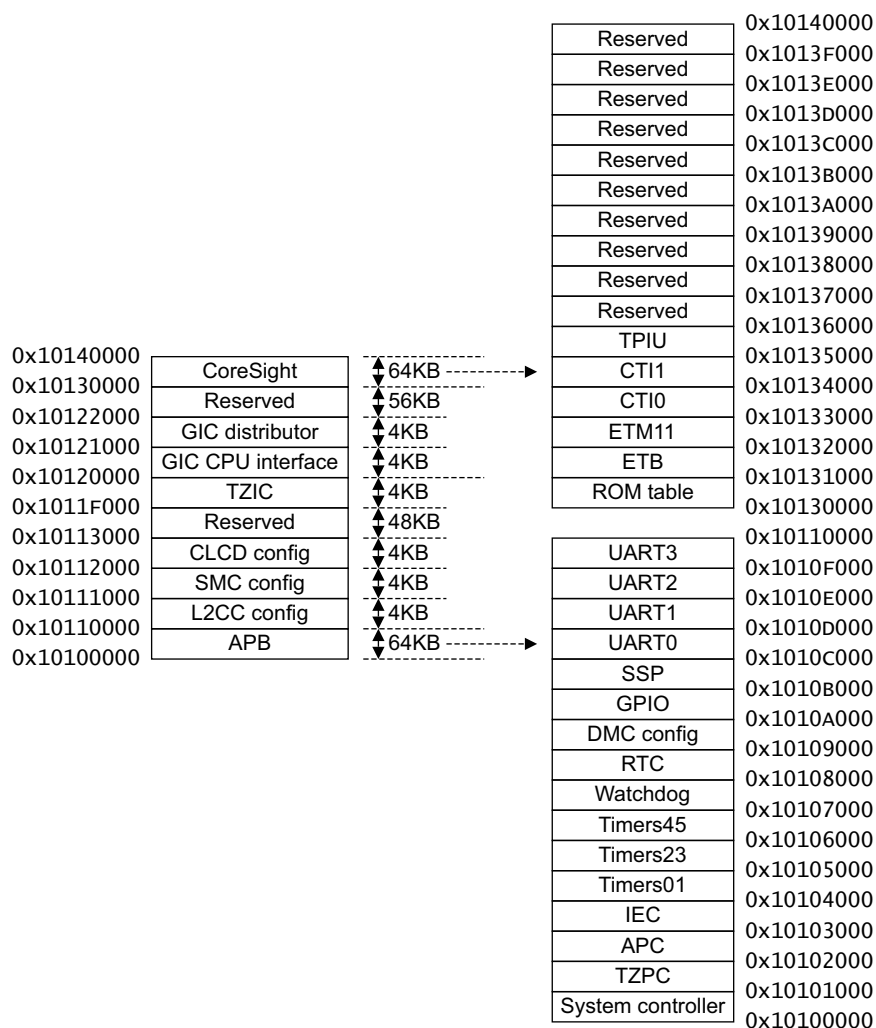 0x10140000
Reserved
0x1013F000
Reserved
0x1013E000
Reserved
0x1013D000
Reserved
0x1013C000
Reserved
0x1013B000
Reserved
0x1013A000
Reserved
0x10139000
Reserved
0x10138000
Reserved
0x10137000
Reserved
0x10136000
TPIU
0x10135000
CTI1
0x10134000
CTI0
0x10133000
ETM11
0x10132000
ETB
0x10131000
ROM table
0x10130000
0x10140000
CoreSight 64KB
0x10130000
Reserved 56KB
0x10122000
GIC distributor 4KB
0x10121000
GIC CPU interface 4KB
0x10120000
TZIC 4KB
0x1011F000
Reserved 48KB
0x10113000
CLCD config 4KB
0x10112000
SMC config 4KB
0x10111000
L2CC config 4KB
0x10110000
APB 64KB
0x10100000
0x10110000
UART3
0x1010F000
UART2
0x1010E000
UART1
0x1010D000
UART0
0x1010C000
SSP
0x1010B000
GPIO
0x1010A000
DMC config
0x10109000
RTC
0x10108000
Watchdog
0x10107000
Timers45
0x10106000
Timers23
0x10105000
Timers01
0x10104000
IEC
0x10103000
APC
0x10102000
TZPC
0x10101000
System controller
0x10100000